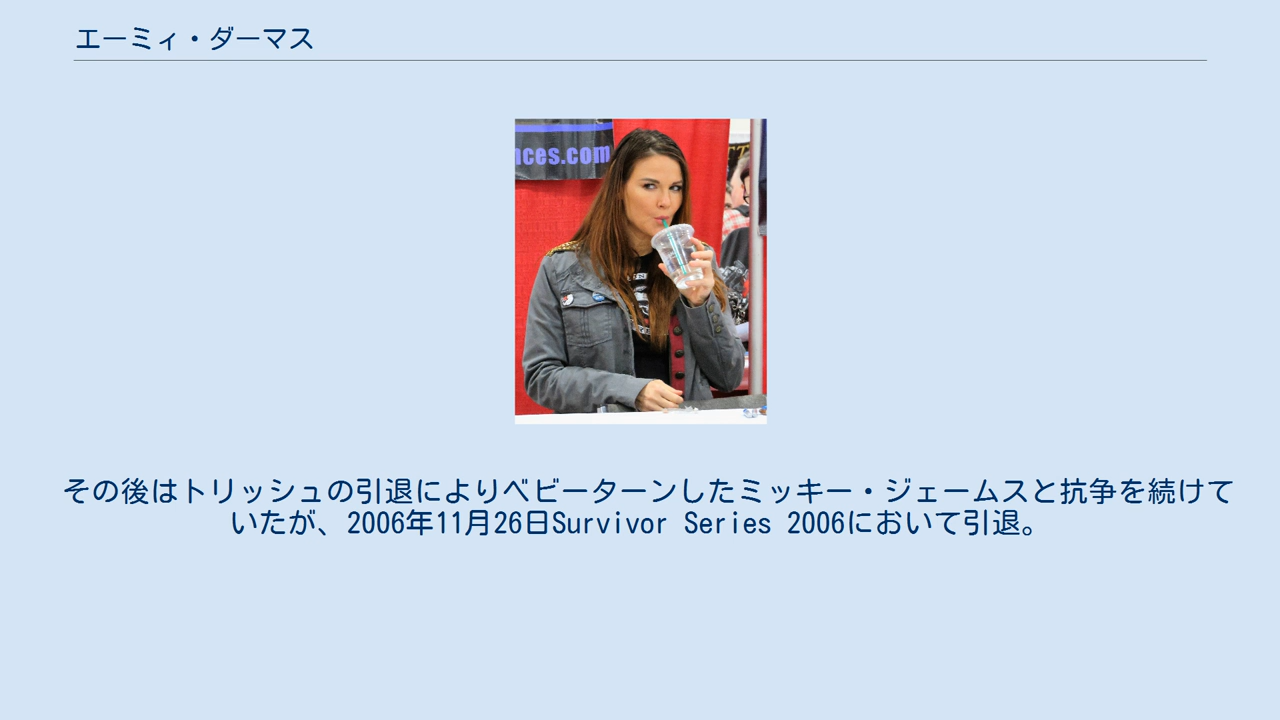 エーミィ・ダーマス
nces.com
その後はトリッシュの引退によりベビーターンしたミッキー・ジェームスと抗争を続けて
いたが、2006年11月26日Survivor Series 2006において引退。